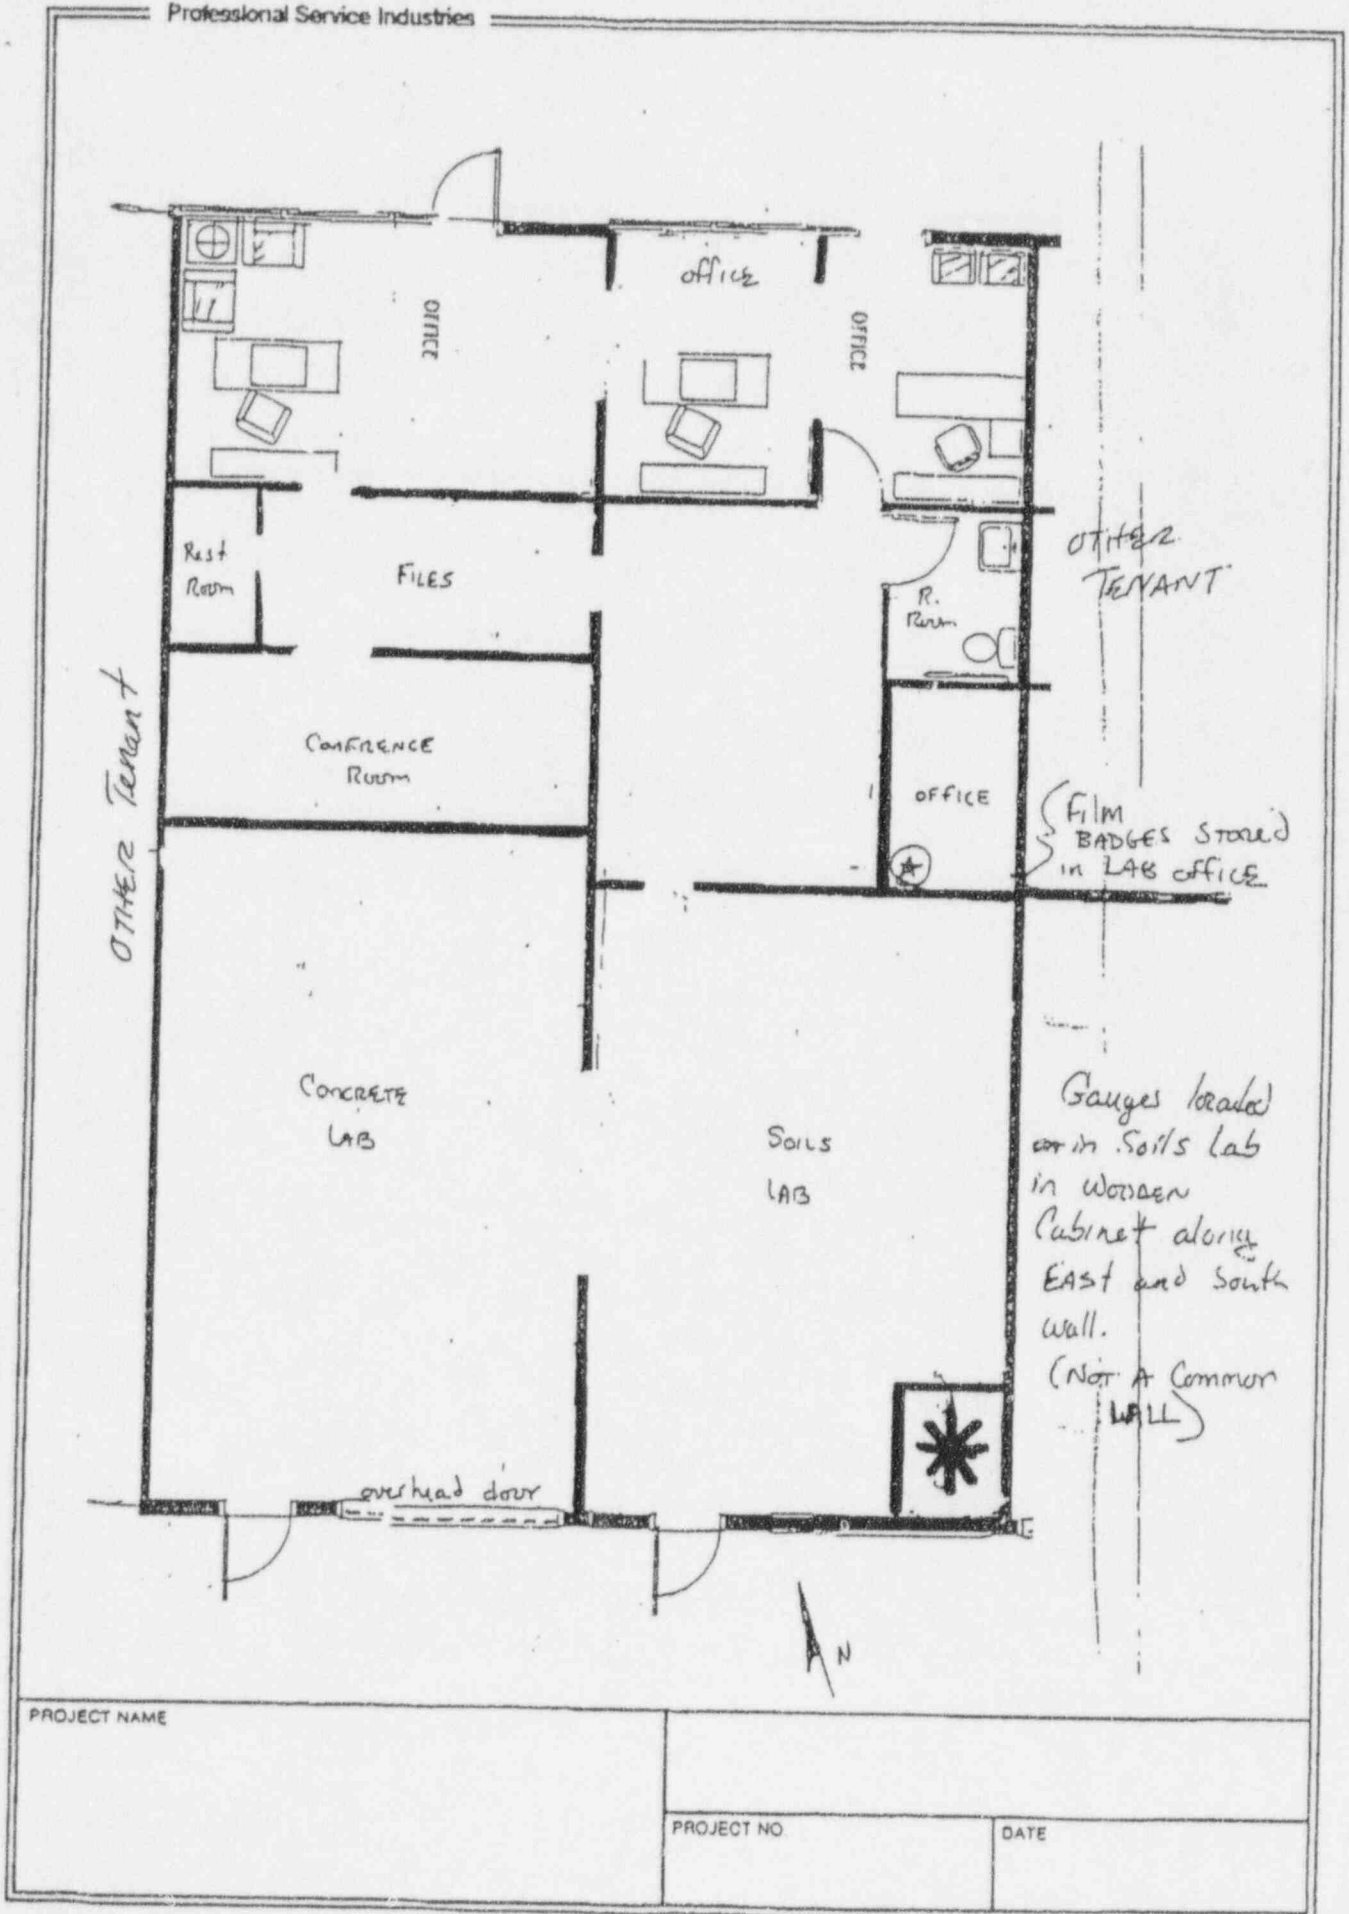 Professional Service Industries
OFFICE
OFFICE
OFFICE
Rest
Room
FILES
R.
Room
OTHER
TENANT
CONFRENCE
ROOM
OTHER Tenant
OFFICE
Film
BADGES STORED
in LAB OFFICE
CONCRETE
LAB
SOILS
LAB
Gauges located
in Soils Lab
in WOODEN
Cabinet along
EAST and South
wall.
(NOT A Common
WALL)
overhead door
N
PROJECT NAME
PROJECT NO.
DATE